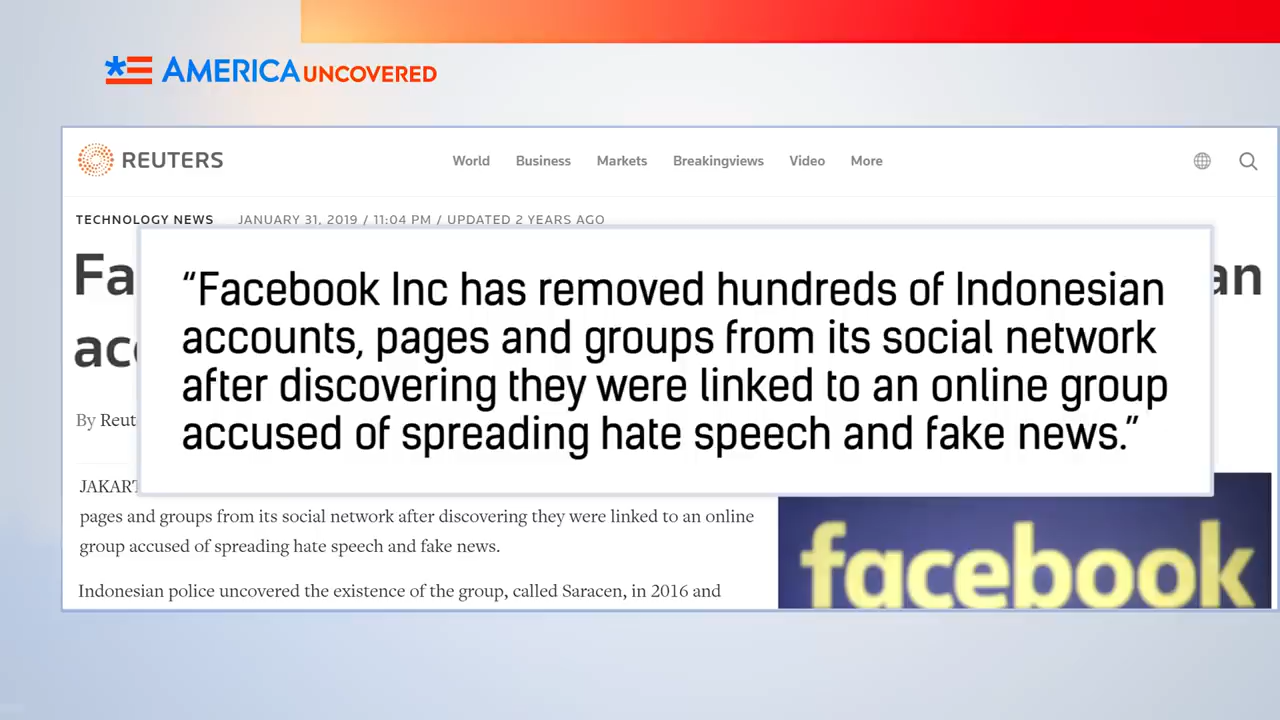 AMERICA UNCOVERED
REUTERS
World Business Markets Breakingviews Video More
TECHNOLOGY NEWS JANUARY 31, 2019 / 11:04 PM / UPDATED 2 YEARS AGO
“Facebook Inc has removed hundreds of Indonesian
accounts, pages and groups from its social network
after discovering they were linked to an online group
accused of spreading hate speech and fake news.”
By
pages and groups from its social network after discovering they were linked to an online
group accused of spreading hate speech and fake news.
Indonesian police uncovered the existence of the group, called Saracen, in 2016 and
facebook